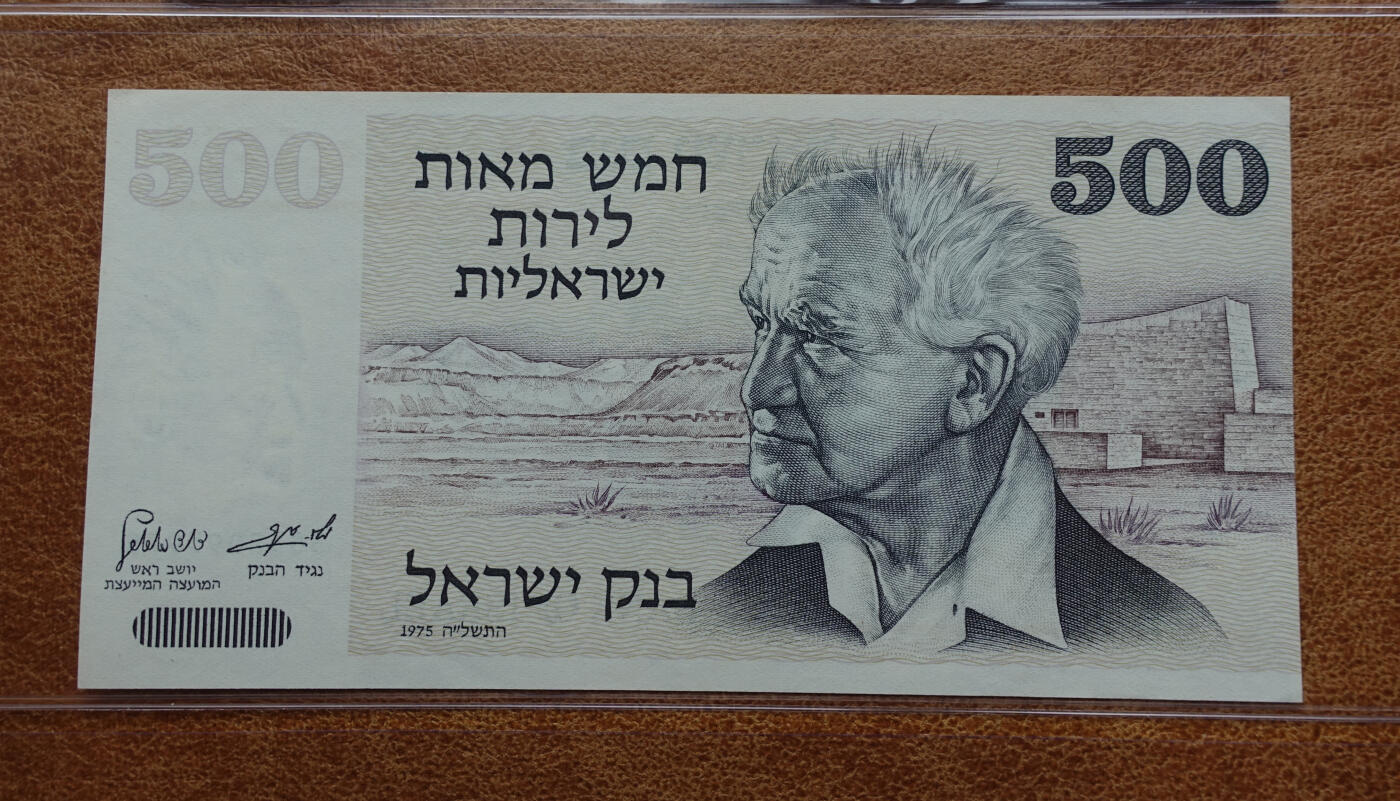 500
500
חמש מאות
לירות
ישראליות
יושב ראש
המועצה המייעצת
נגיד הבנק
בנק ישראל
התשל״ה 1975